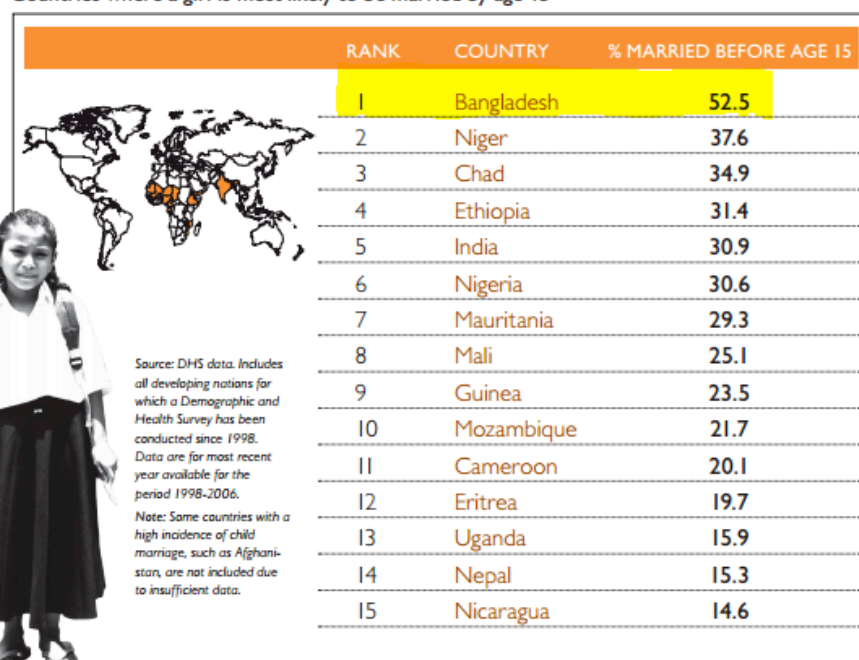 RANK COUNTRY % MARRIED BEFORE AGE 15
1 Bangladesh 52.5
2 Niger 37.6
3 Chad 34.9
4 Ethiopia 31.4
5 India 30.9
6 Nigeria 30.6
7 Mauritania 29.3
8 Mali 25.1
9 Guinea 23.5
10 Mozambique 21.7
11 Cameroon 20.1
12 Eritrea 19.7
13 Uganda 15.9
14 Nepal 15.3
15 Nicaragua 14.6
Source: DHS data. Includes
all developing nations for
which a Demographic and
Health Survey has been
conducted since 1998.
Data are for most recent
year available for the
period 1998-2006.
Note: Some countries with a
high incidence of child
marriage, such as Afghani-
stan, are not included due
to insufficient data.